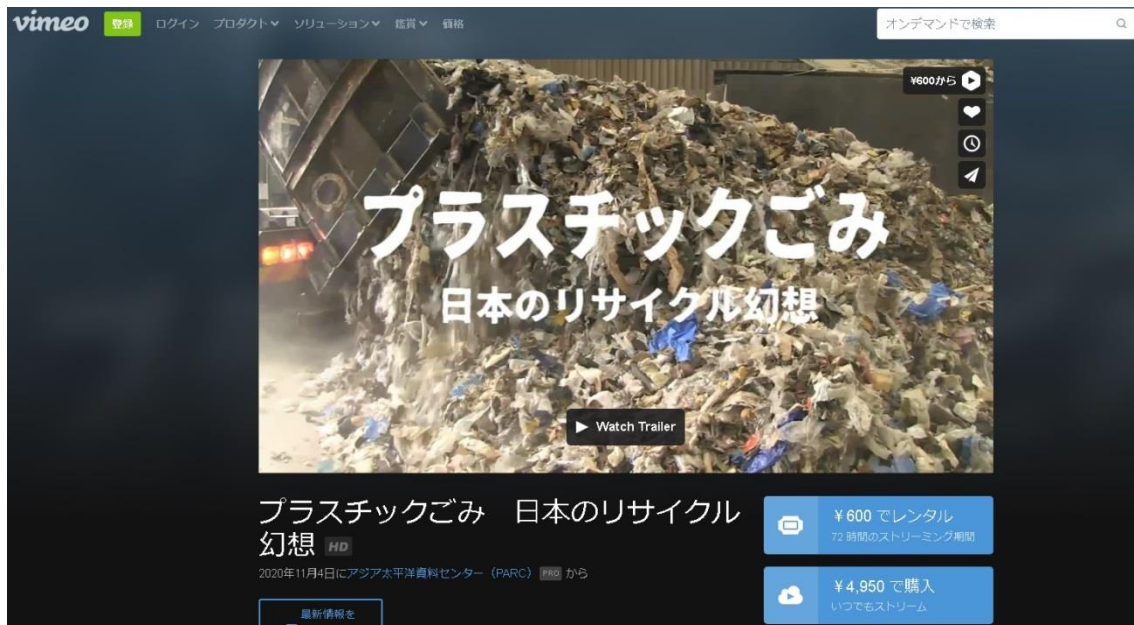 vimeo 登録 ログイン プロダクト ソリューション 鑑賞 価格 オンデマンドで検索
¥600から
プラスチックごみ
日本のリサイクル幻想
Watch Trailer
プラスチックごみ 日本のリサイクル
幻想 HD
2020年11月4日にアジア太平洋資料センター（PARC） PRO から
¥600 でレンタル
72 時間のストリーミング期間
¥4,950 で購入
いつでもストリーム
最新情報を